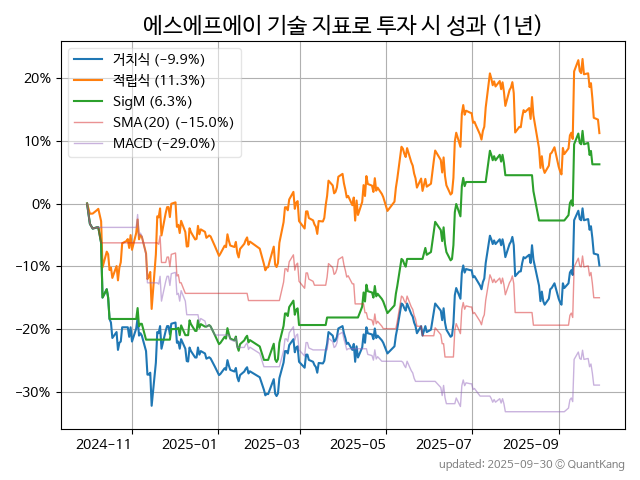 에스에프에이 기술 지표로 투자 시 성과 (1년)
거치식 (−9.9%)
적립식 (11.3%)
SigM (6.3%)
SMA(20) (−15.0%)
MACD (−29.0%)
20%
10%
0%
−10%
−20%
−30%
2024-11
2025-01
2025-03
2025-05
2025-07
2025-09
updated: 2025-09-30 © QuantKang